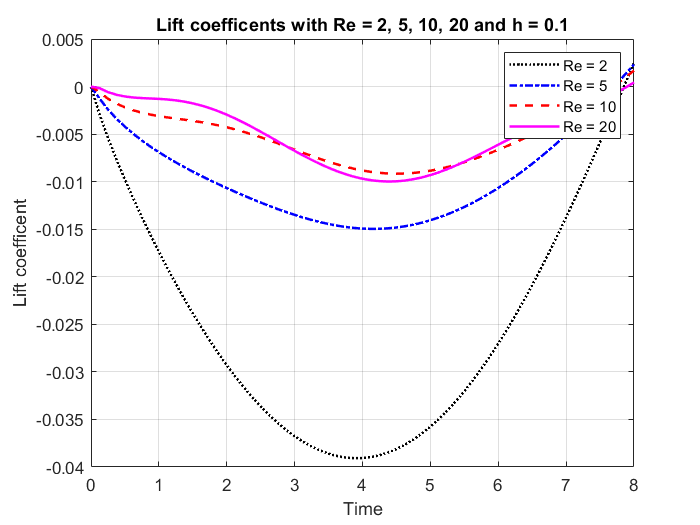 Lift coefficents with Re = 2, 5, 10, 20 and h = 0.1
0.005
0
-0.005
-0.01
-0.015
-0.02
-0.025
-0.03
-0.035
-0.04
Lift coefficent
Re = 2
Re = 5
Re = 10
Re = 20
0 1 2 3 4 5 6 7 8
Time